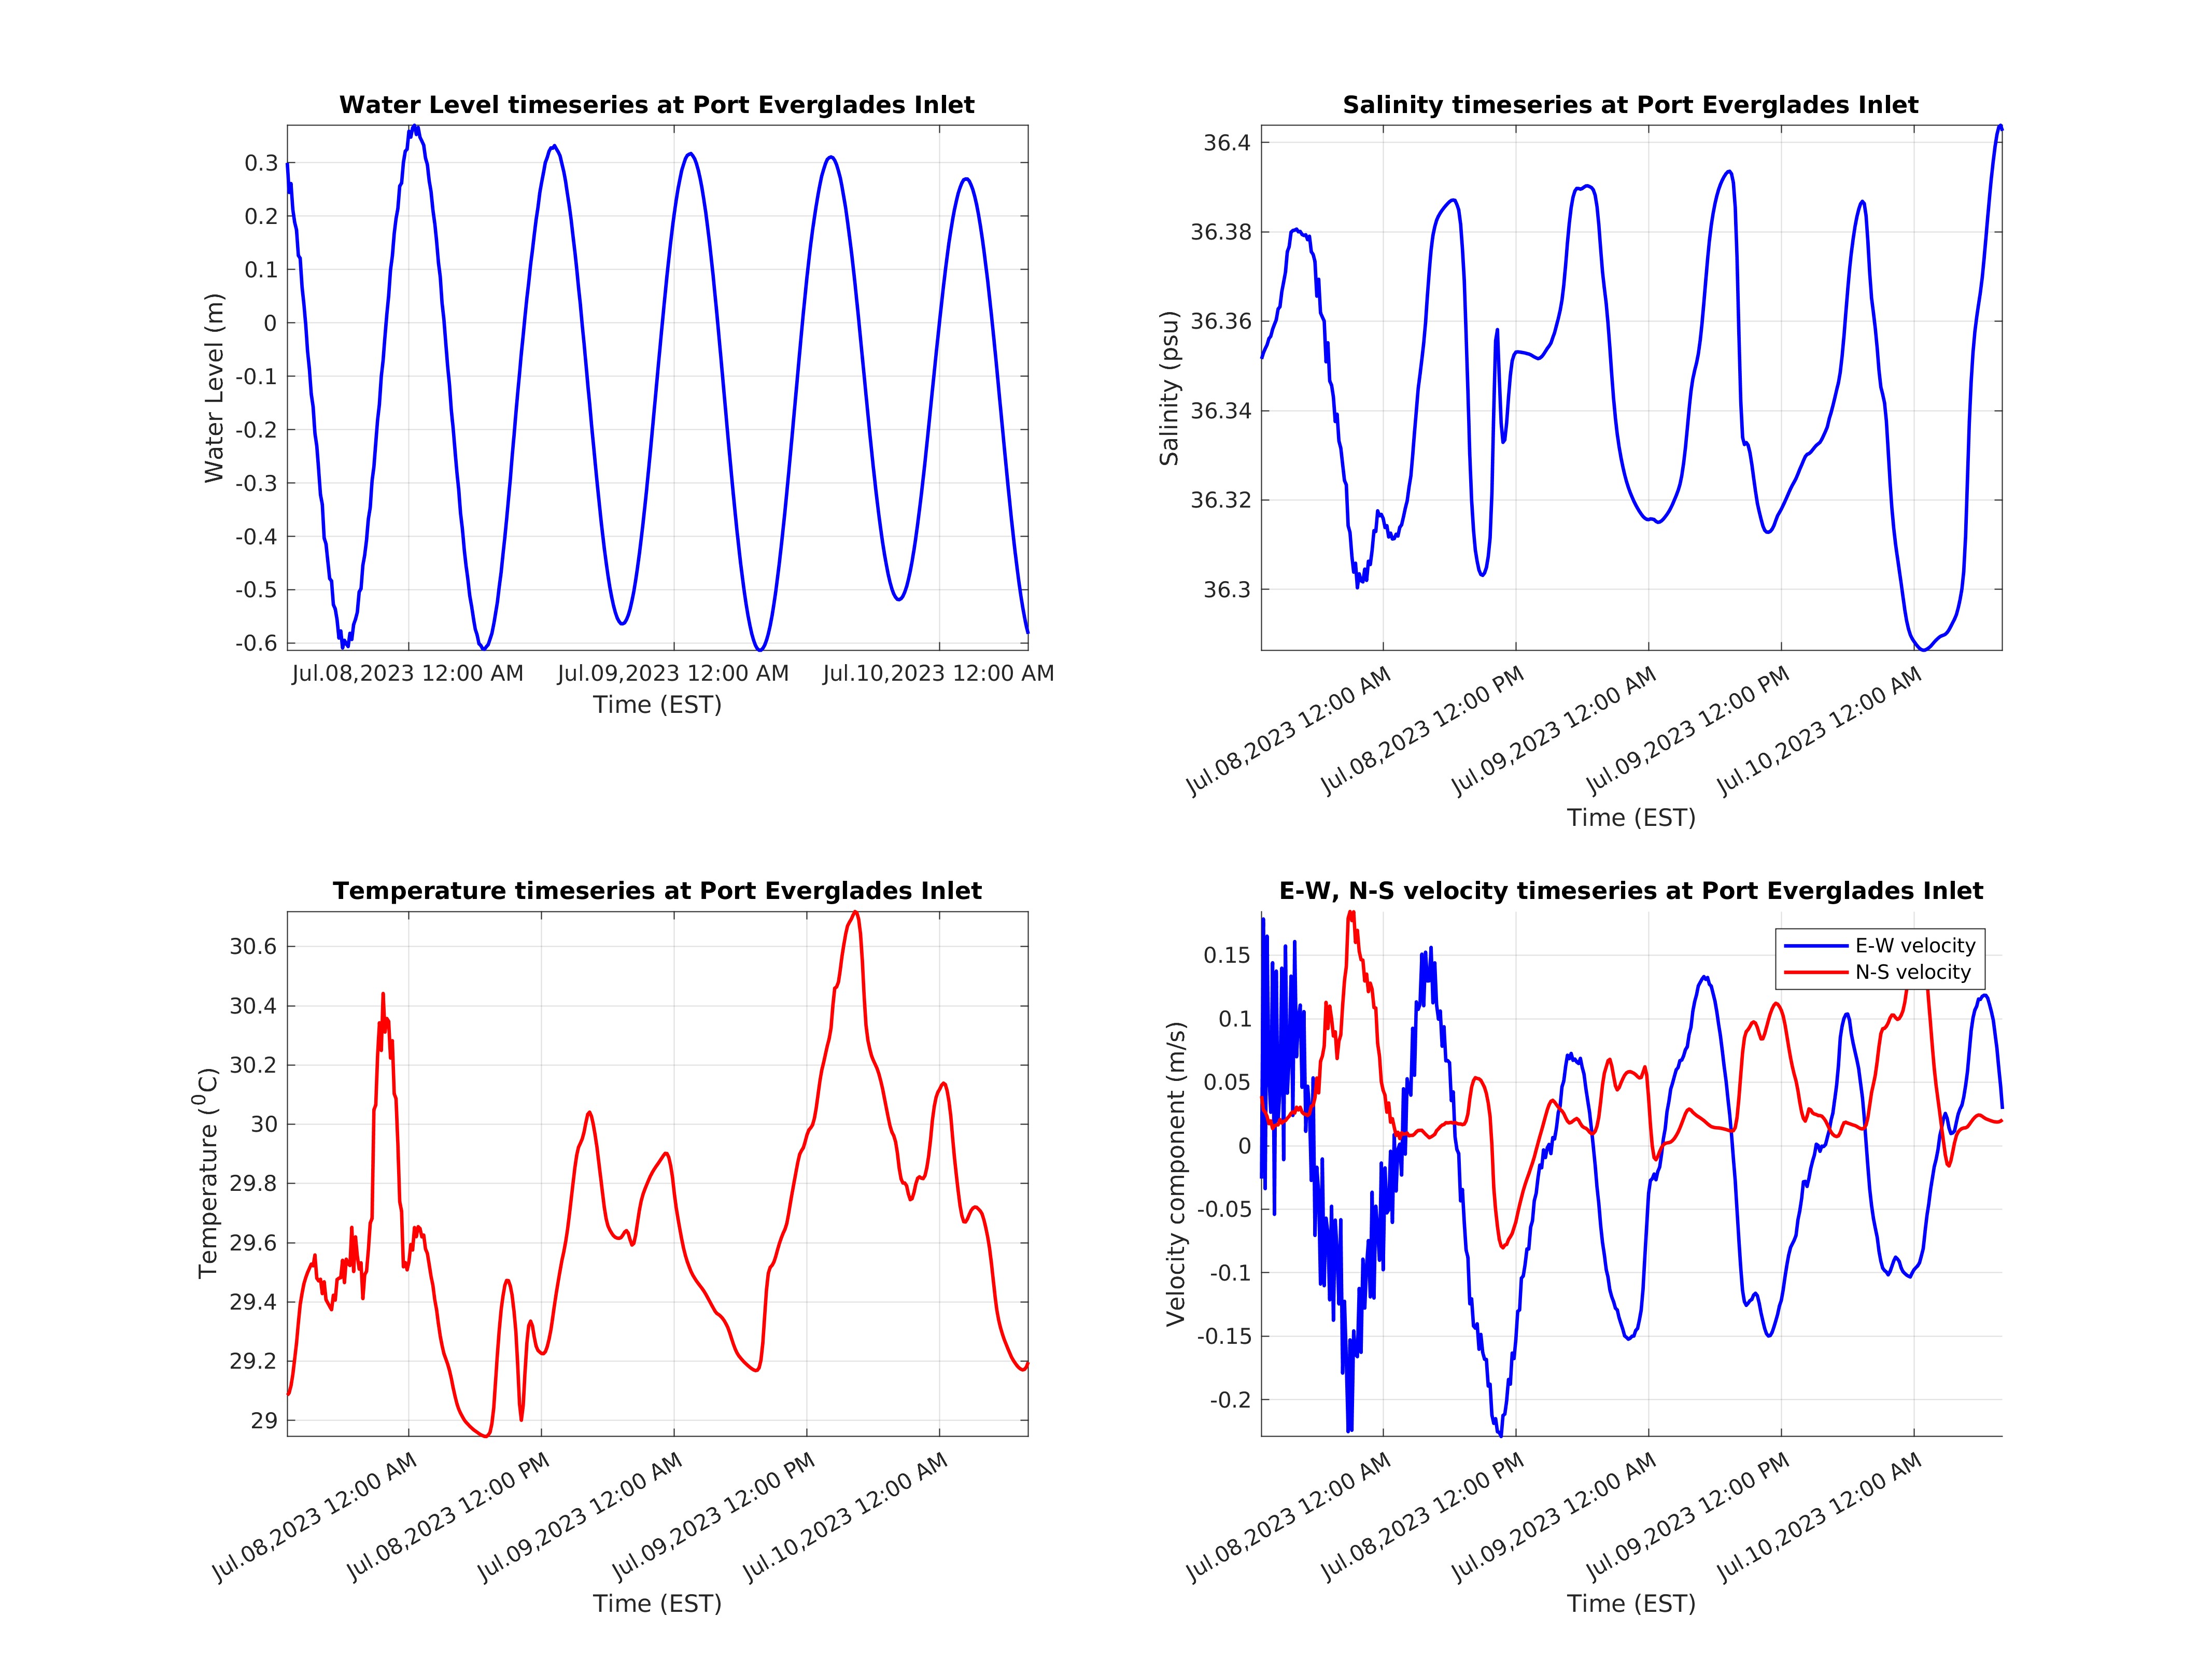 Water Level timeseries at Port Everglades Inlet
0.3
0.2
0.1
0
-0.1
-0.2
-0.3
-0.4
-0.5
-0.6
Water Level (m)
Jul.08,2023 12:00 AM
Jul.09,2023 12:00 AM
Jul.10,2023 12:00 AM
Time (EST)
Salinity timeseries at Port Everglades Inlet
36.4
36.38
36.36
36.34
36.32
36.3
Salinity (psu)
Jul.08,2023 12:00 AM
Jul.08,2023 12:00 PM
Jul.09,2023 12:00 AM
Jul.09,2023 12:00 PM
Jul.10,2023 12:00 AM
Time (EST)
Temperature timeseries at Port Everglades Inlet
30.6
30.4
30.2
30
29.8
29.6
29.4
29.2
29
Temperature (⁰C)
Jul.08,2023 12:00 AM
Jul.08,2023 12:00 PM
Jul.09,2023 12:00 AM
Jul.09,2023 12:00 PM
Jul.10,2023 12:00 AM
Time (EST)
E-W, N-S velocity timeseries at Port Everglades Inlet
E-W velocity
N-S velocity
0.15
0.1
0.05
0
-0.05
-0.1
-0.15
-0.2
Velocity component (m/s)
Jul.08,2023 12:00 AM
Jul.08,2023 12:00 PM
Jul.09,2023 12:00 AM
Jul.09,2023 12:00 PM
Jul.10,2023 12:00 AM
Time (EST)